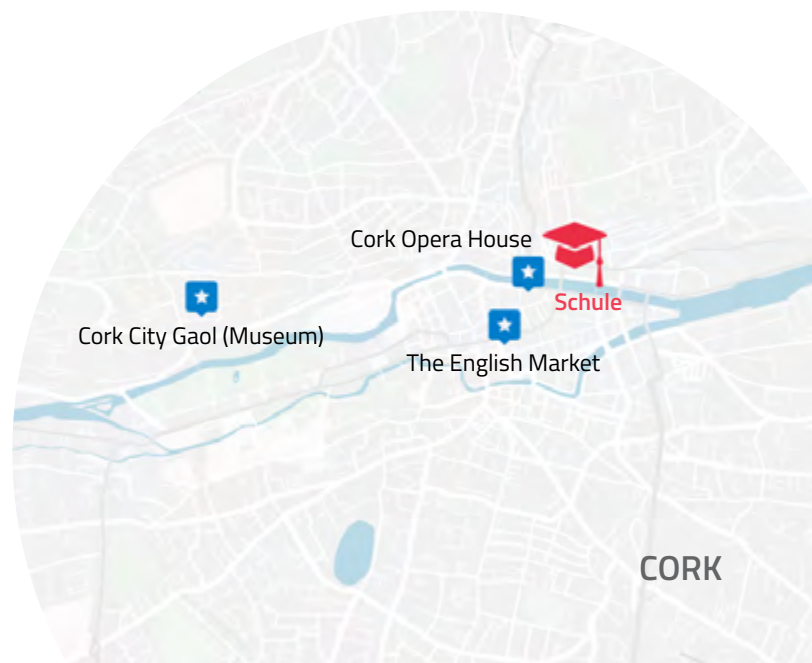 Cork Opera House
Schule
Cork City Gaol (Museum)
The English Market
CORK